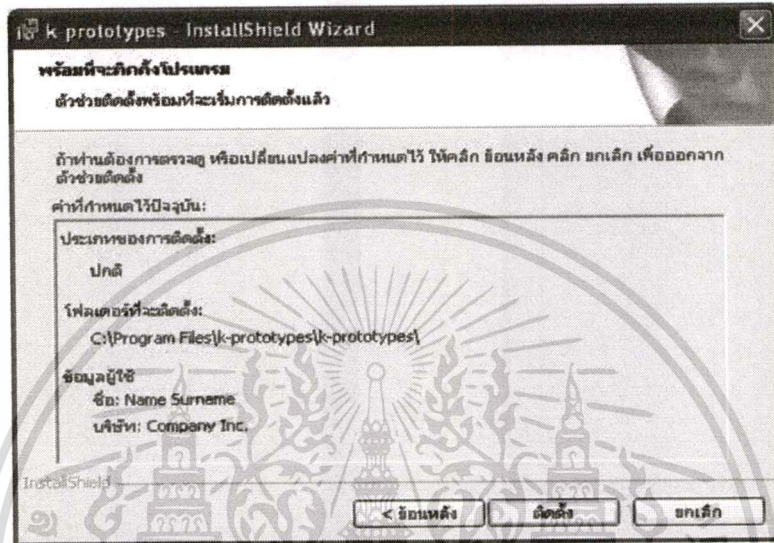 k-prototypes - InstallShield Wizard
พร้อมที่จะติดตั้งโปรแกรม
ตัวช่วยติดตั้งพร้อมที่จะเริ่มการติดตั้งแล้ว
ถ้าท่านต้องการตรวจดู หรือเปลี่ยนแปลงค่าที่กำหนดไว้ ให้คลิก ย้อนหลัง คลิก ยกเลิก เพื่อออกจาก
ตัวช่วยติดตั้ง
ค่าที่กำหนดไว้ปัจจุบัน:
ประเภทของการติดตั้ง:
ปกติ
โฟลเดอร์ที่จะติดตั้ง:
C:\Program Files\k-prototypes\k-prototypes\
ข้อมูลผู้ใช้
ชื่อ: Name Surname
บริษัท: Company Inc.
InstallShield
< ย้อนหลัง
ติดตั้ง
ยกเลิก